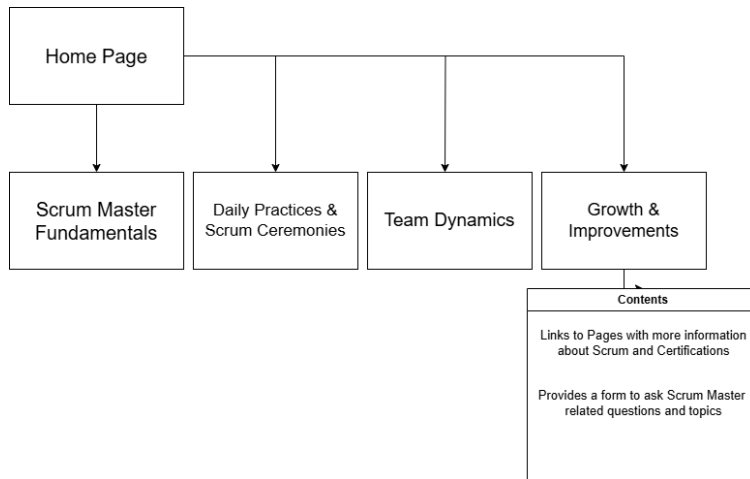 Home Page
Scrum Master
Fundamentals
Daily Practices &
Scrum Ceremonies
Team Dynamics
Growth &
Improvements
Contents
Links to Pages with more information
about Scrum and Certifications
Provides a form to ask Scrum Master
related questions and topics